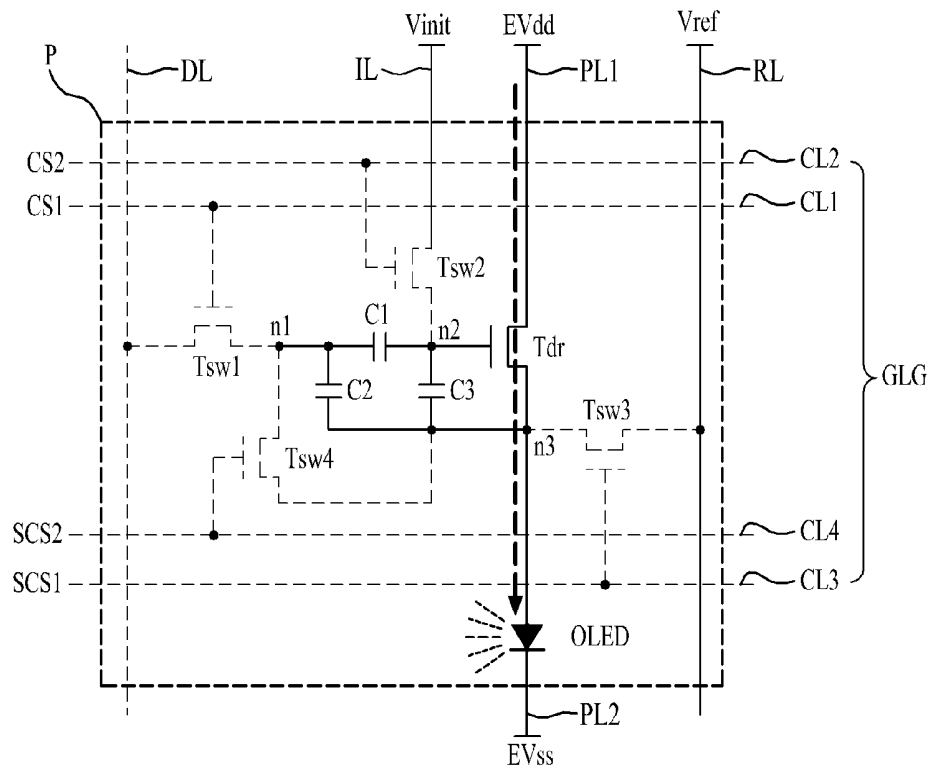 Vinit EVdd Vref
P DL IL PL1 RL
CS2 CL2
CS1 CL1
Tsw2
n1 C1 n2
Tsw1 Tdr
GLG
C2 C3 Tsw3
n3
Tsw4
SCS2 CL4
SCS1 CL3
OLED
PL2
EVss